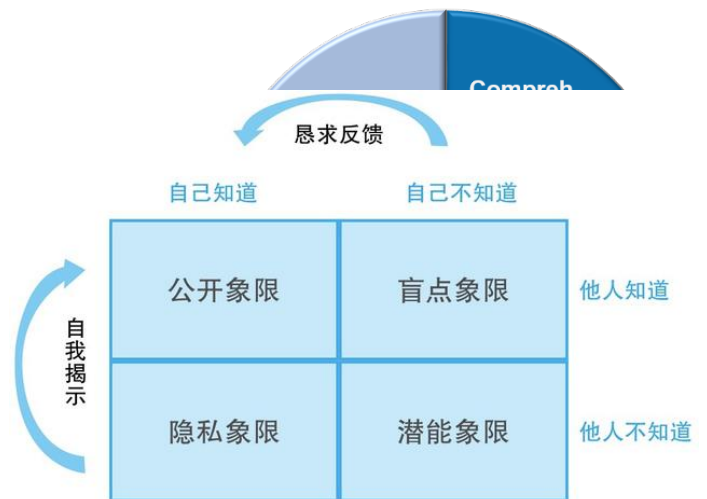 恳求反馈
自己知道
自己不知道
公开象限
盲点象限
他人知道
自我揭示
隐私象限
潜能象限
他人不知道